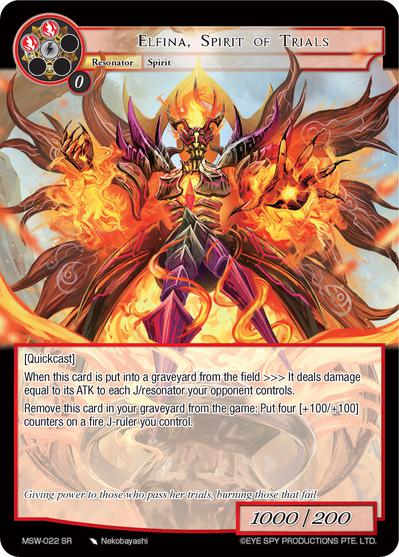 Elfina, Spirit of Trials
Resonator Spirit
0
[Quickcast]
When this card is put into a graveyard from the field >>> It deals damage
equal to its ATK to each J/resonator your opponent controls.
Remove this card in your graveyard from the game: Put four [+100/+100]
counters on a fire J-ruler you control.
Giving power to those who pass her trials, burning those that fail.
1000 / 200
MSW-022 SR Nekobayashi ©EYE SPY PRODUCTIONS PTE. LTD.